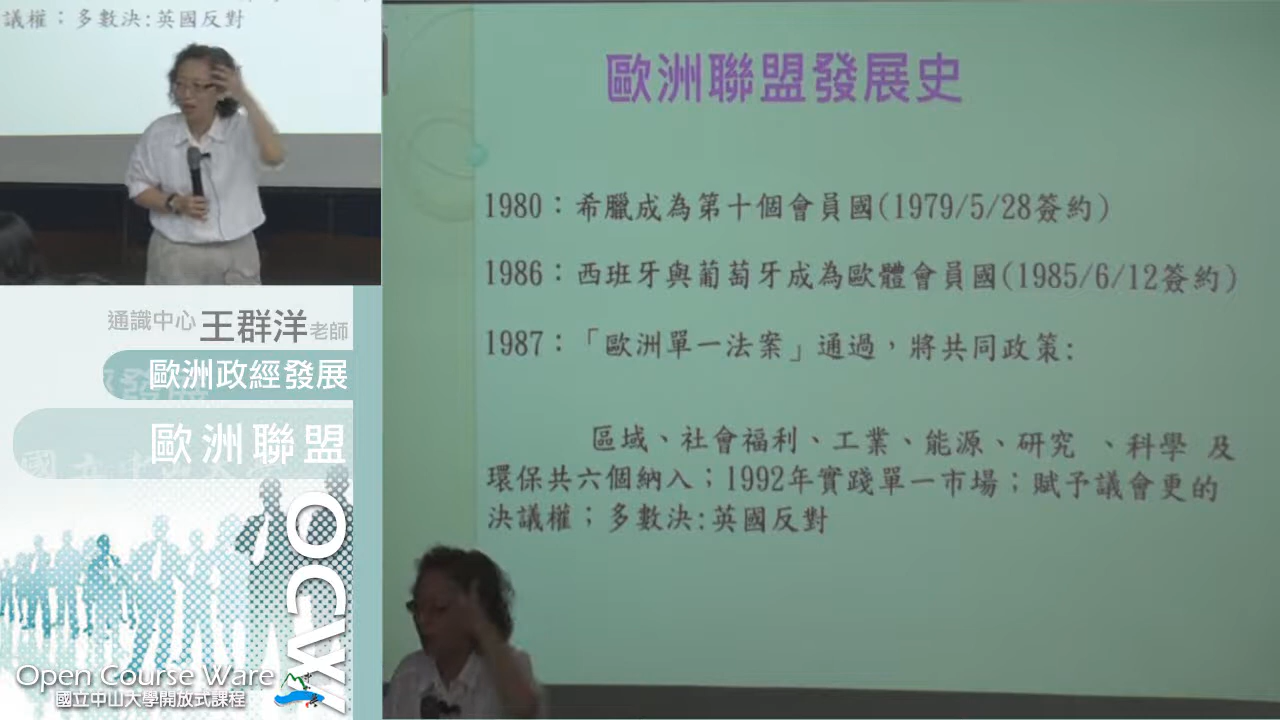 議權；多數決:英國反對
通識中心 王群洋 老師
歐洲政經發展
歐洲聯盟
OCW
Open Course Ware
國立中山大學開放式課程
歐洲聯盟發展史
1980：希臘成為第十個會員國(1979/5/28簽約)
1986：西班牙與葡萄牙成為歐體會員國(1985/6/12簽約)
1987：「歐洲單一法案」通過，將共同政策:
區域、社會福利、工業、能源、研究 、科學 及
環保共六個納入；1992年實踐單一市場；賦予議會更的
決議權；多數決:英國反對